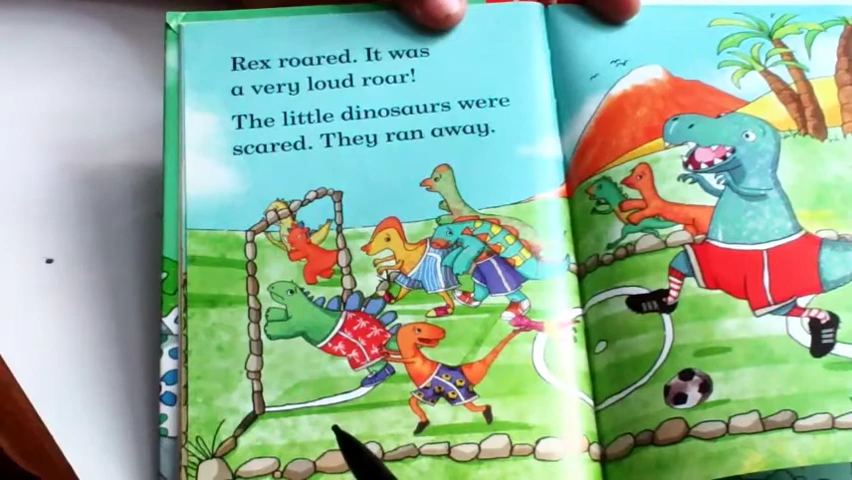 Rex roared. It was
a very loud roar!
The little dinosaurs were
scared. They ran away.